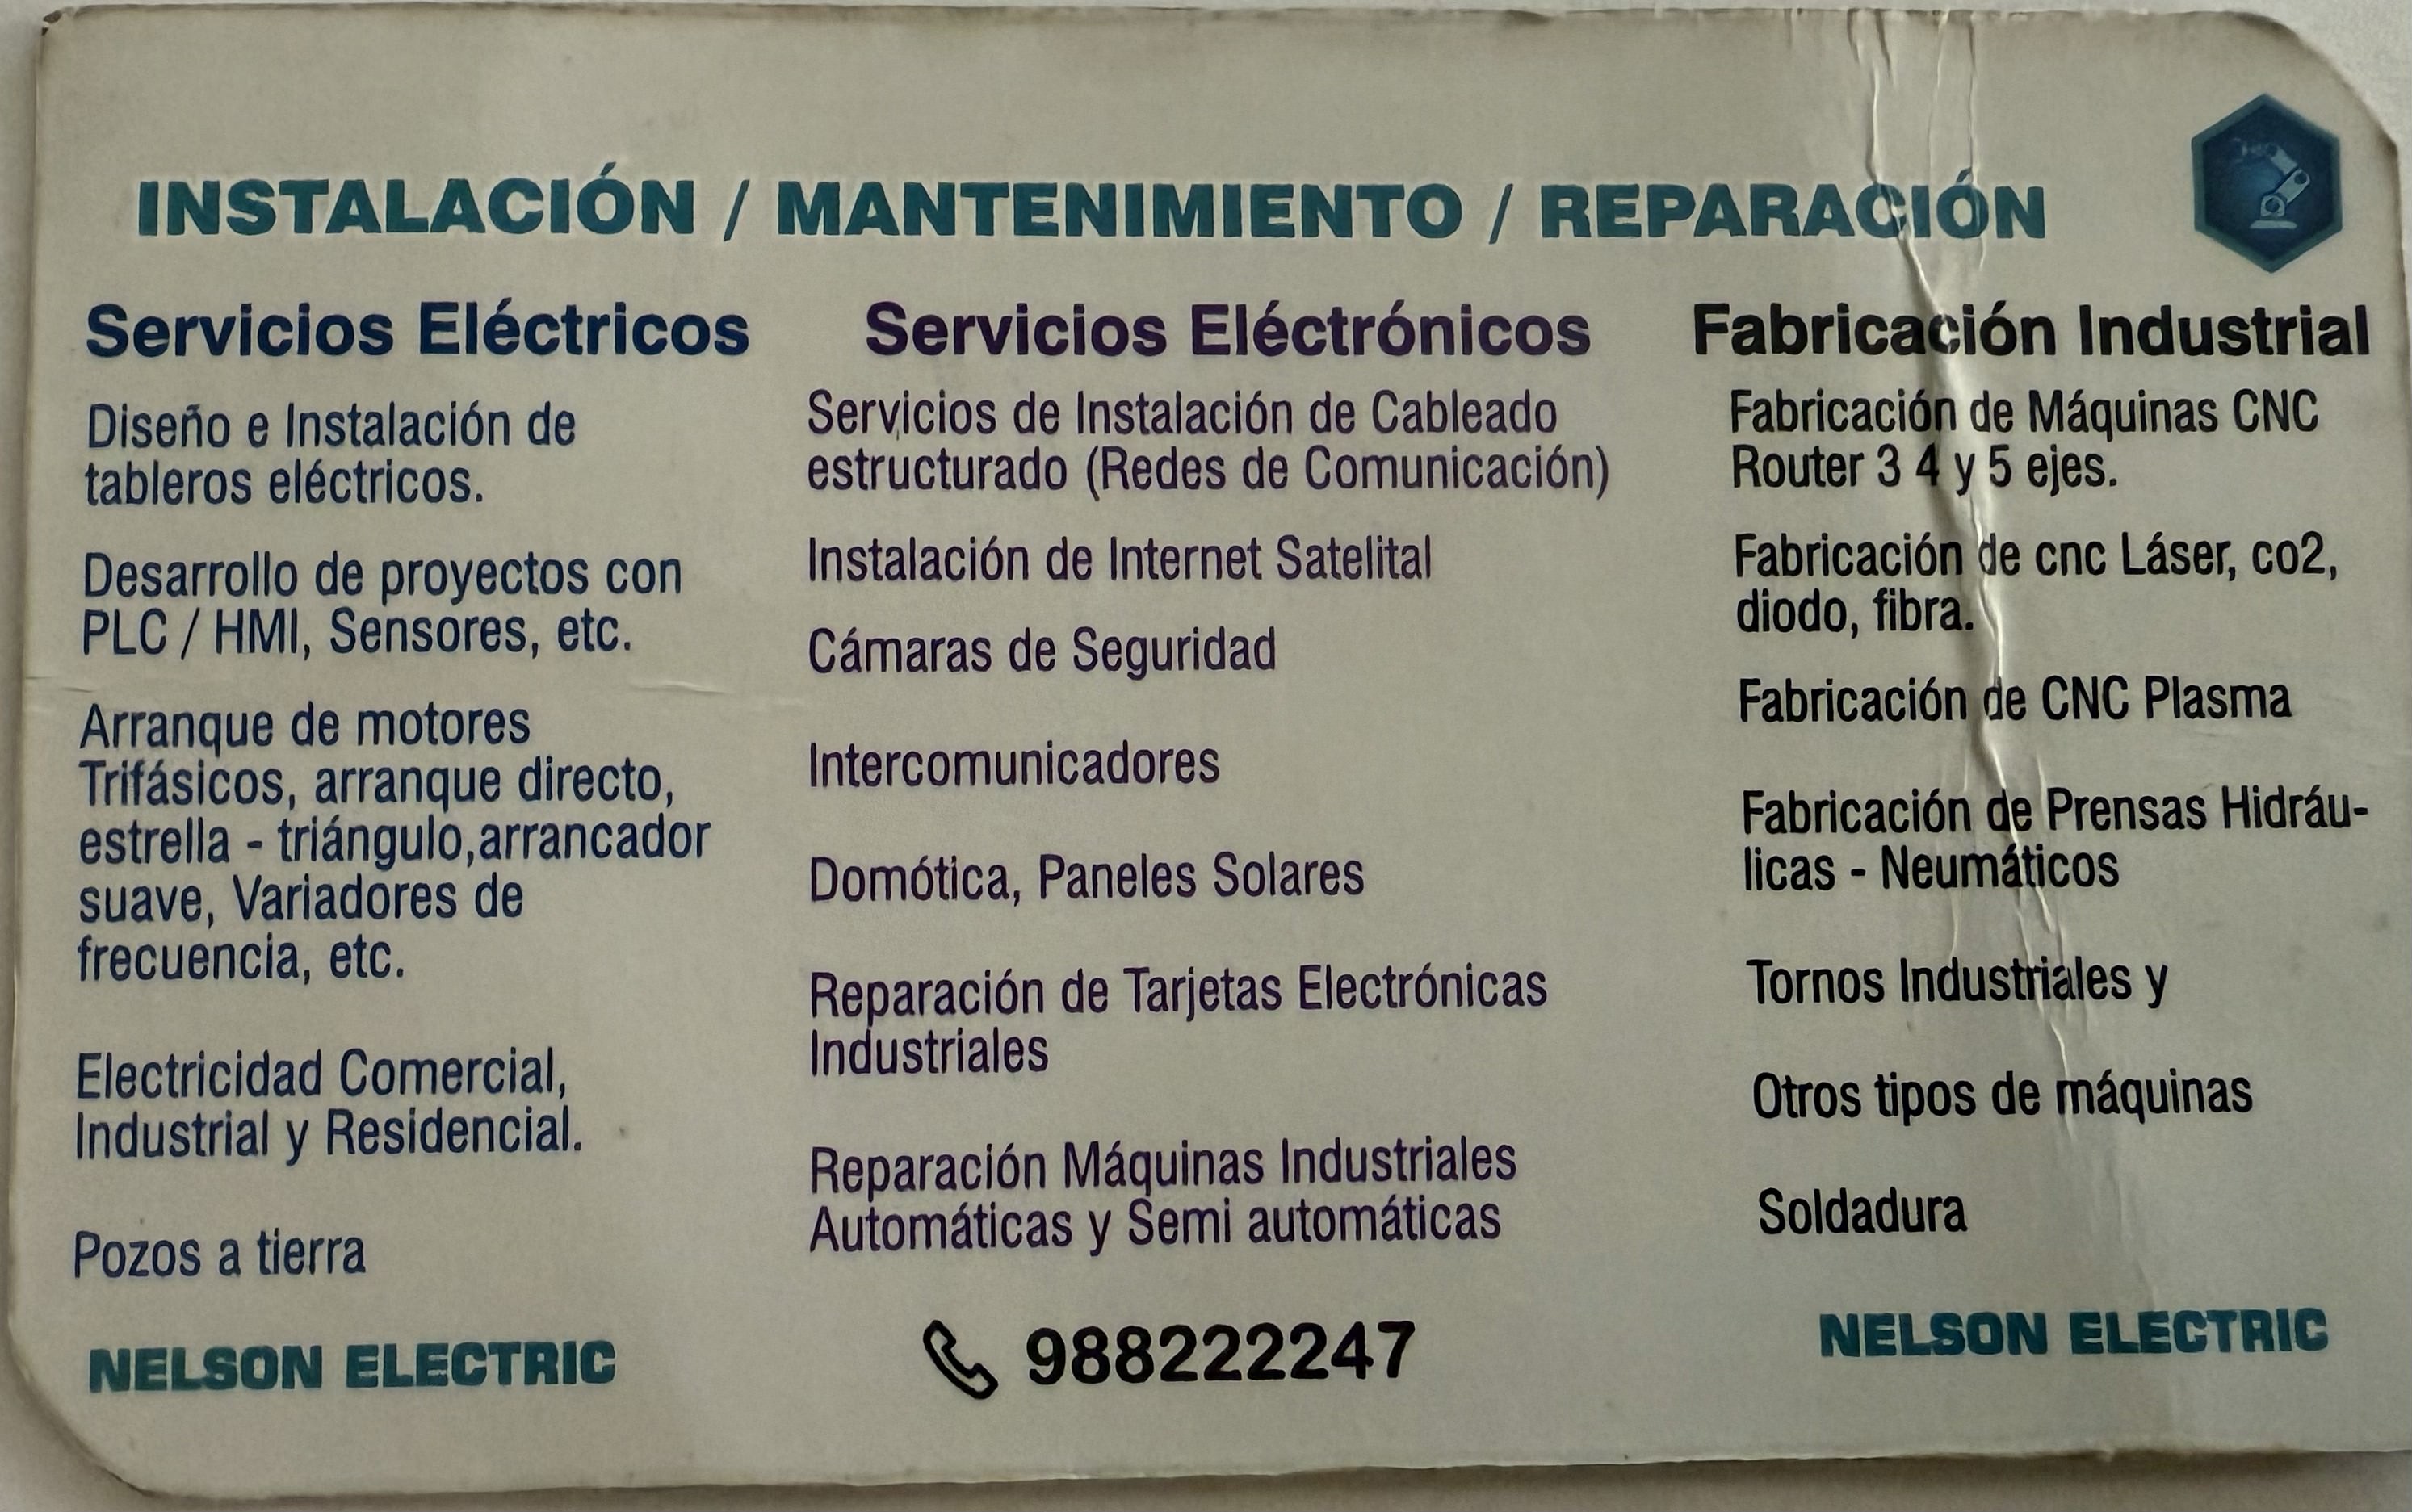 INSTALACIÓN / MANTENIMIENTO / REPARACIÓN
Servicios Eléctricos
Diseño e Instalación de
tableros eléctricos.
Desarrollo de proyectos con
PLC / HMI, Sensores, etc.
Arranque de motores
Trifásicos, arranque directo,
estrella - triángulo,arrancador
suave, Variadores de
frecuencia, etc.
Electricidad Comercial,
Industrial y Residencial.
Pozos a tierra
NELSON ELECTRIC
Servicios Eléctrónicos
Servicios de Instalación de Cableado
estructurado (Redes de Comunicación)
Instalación de Internet Satelital
Cámaras de Seguridad
Intercomunicadores
Domótica, Paneles Solares
Reparación de Tarjetas Electrónicas
Industriales
Reparación Máquinas Industriales
Automáticas y Semi automáticas
988222247
Fabricación Industrial
Fabricación de Máquinas CNC
Router 3 4 y 5 ejes.
Fabricación de cnc Láser, co2,
diodo, fibra.
Fabricación de CNC Plasma
Fabricación de Prensas Hidráu-
licas - Neumáticos
Tornos Industriales y
Otros tipos de máquinas
Soldadura
NELSON ELECTRIC